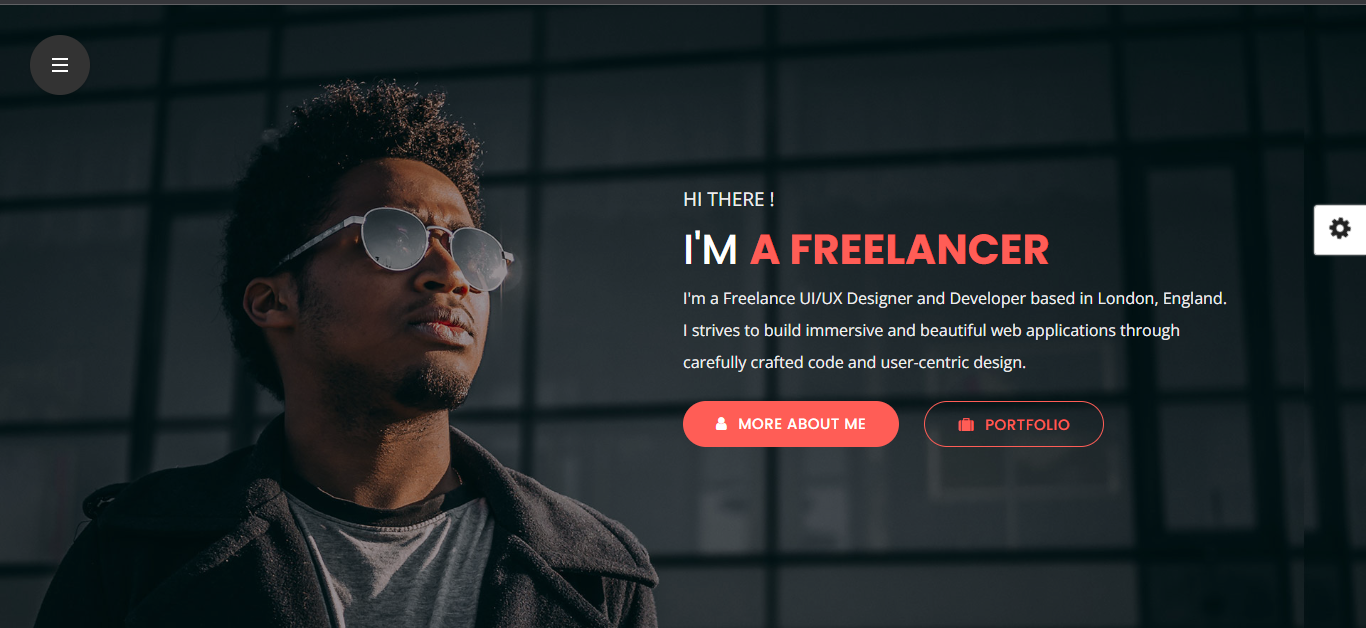 HI THERE !
I'M A FREELANCER
I'm a Freelance UI/UX Designer and Developer based in London, England.
I strives to build immersive and beautiful web applications through
carefully crafted code and user-centric design.
MORE ABOUT ME
PORTFOLIO